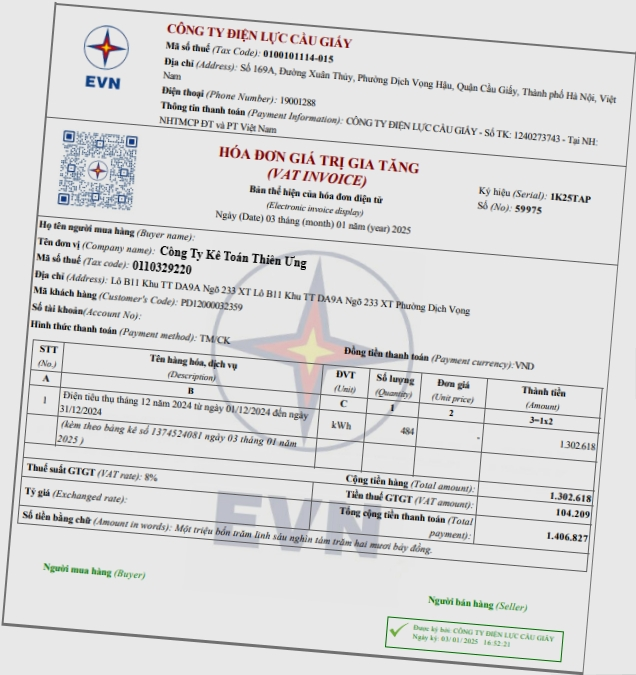 CÔNG TY ĐIỆN LỰC CẦU GIẤY
Mã số thuế (Tax Code): 0100101114-015
Địa chỉ (Address): Số 169A, Đường Xuân Thủy, Phường Dịch Vọng Hậu, Quận Cầu Giấy, Thành phố Hà Nội, Việt
Nam
Điện thoại (Phone Number): 19001288
Thông tin thanh toán (Payment Information): CÔNG TY ĐIỆN LỰC CẦU GIẤY - Số TK: 1240273743 - Tại NH:
NHTMCP ĐT và PT Việt Nam
EVN
HÓA ĐƠN GIÁ TRỊ GIA TĂNG
(VAT INVOICE)
Bản thể hiện của hóa đơn điện tử
(Electronic invoice display)
Ngày (Date) 03 tháng (month) 01 năm (year) 2025
Ký hiệu (Serial): 1K25TAP
Số (No): 59975
Họ tên người mua hàng (Buyer name):
Tên đơn vị (Company name): Công Ty Kế Toán Thiên Ưng
Mã số thuế (Tax code): 0110329220
Địa chỉ (Address): Lô B11 Khu TT DA9A Ngõ 233 XT Lô B11 Khu TT DA9A Ngõ 233 XT Phường Dịch Vọng
Mã khách hàng (Customer's Code): PD12000032359
Số tài khoản(Account No):
Hình thức thanh toán (Payment method): TM/CK
Đồng tiền thanh toán (Payment currency):VND
STT (No.) Tên hàng hóa, dịch vụ (Description) ĐVT (Unit) Số lượng (Quantity) Đơn giá (Unit price) Thành tiền (Amount)
A B C 1 2 3=1x2
1 Điện tiêu thụ tháng 12 năm 2024 từ ngày 01/12/2024 đến ngày
31/12/2024 kWh 484 - 1.302.618
(kèm theo bảng kê số 1374524081 ngày 03 tháng 01 năm
2025 )
Cộng tiền hàng (Total amount): 1.302.618
Thuế suất GTGT (VAT rate): 8% Tiền thuế GTGT (VAT amount): 104.209
Tỷ giá (Exchanged rate): Tổng cộng tiền thanh toán (Total
payment): 1.406.827
Số tiền bằng chữ (Amount in words): Một triệu bốn trăm linh sáu nghìn tám trăm hai mươi bảy đồng.
EVN
Người mua hàng (Buyer)
Người bán hàng (Seller)
Được ký bởi: CÔNG TY ĐIỆN LỰC CẦU GIẤY
Ngày ký: 03/01/2025 16:52:21